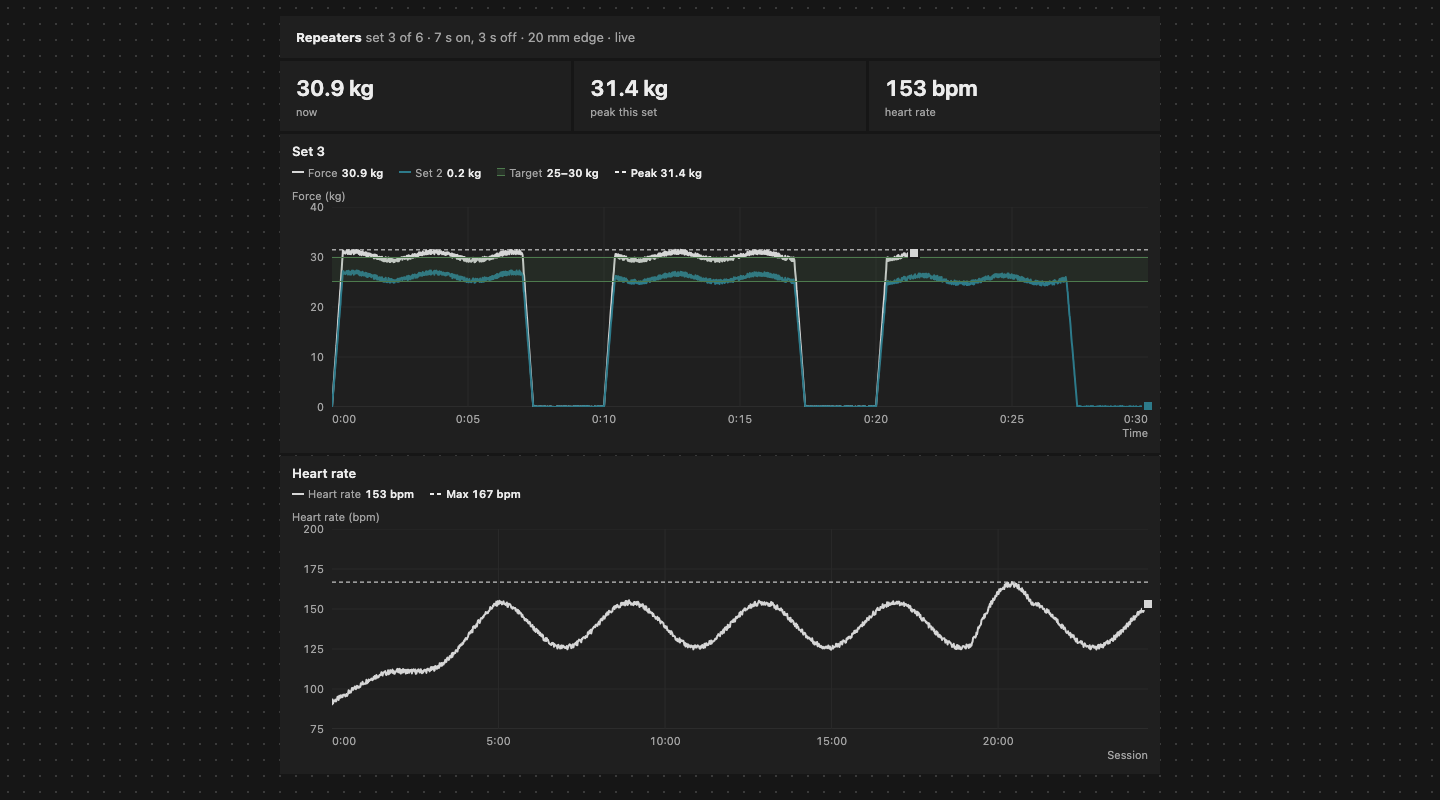 Repeaters set 3 of 6 · 7 s on, 3 s off · 20 mm edge · live
30.9 kg
now
31.4 kg
peak this set
153 bpm
heart rate
Set 3
Force 30.9 kg Set 2 0.2 kg Target 25–30 kg Peak 31.4 kg
Force (kg)
40
30
20
10
0
0:00 0:05 0:10 0:15 0:20 0:25 0:30
Time
Heart rate
Heart rate 153 bpm Max 167 bpm
Heart rate (bpm)
200
175
150
125
100
75
0:00 5:00 10:00 15:00 20:00
Session